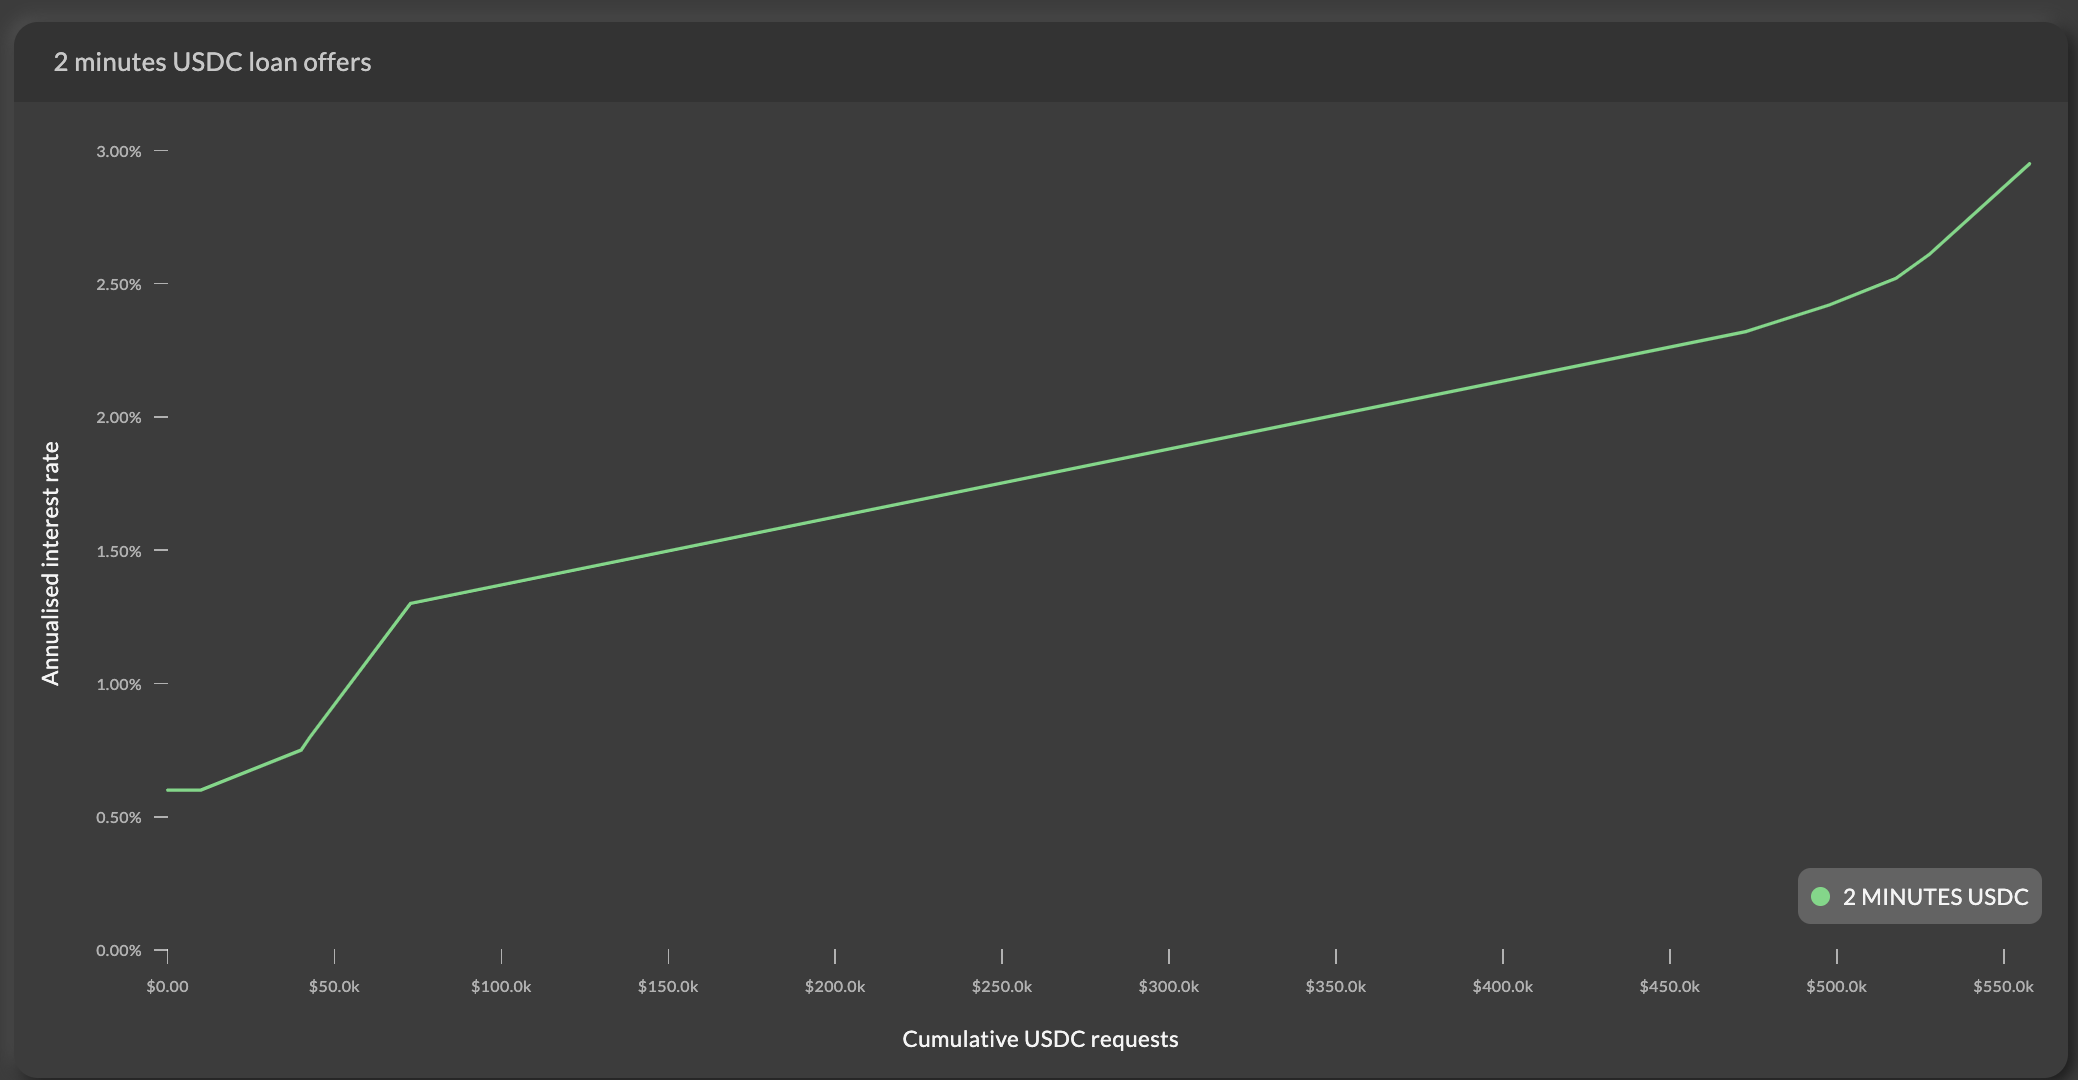 2 minutes USDC loan offers
3.00%
2.50%
2.00%
1.50%
1.00%
0.50%
0.00%
Annualised interest rate
2 MINUTES USDC
$0.00 $50.0k $100.0k $150.0k $200.0k $250.0k $300.0k $350.0k $400.0k $450.0k $500.0k $550.0k
Cumulative USDC requests